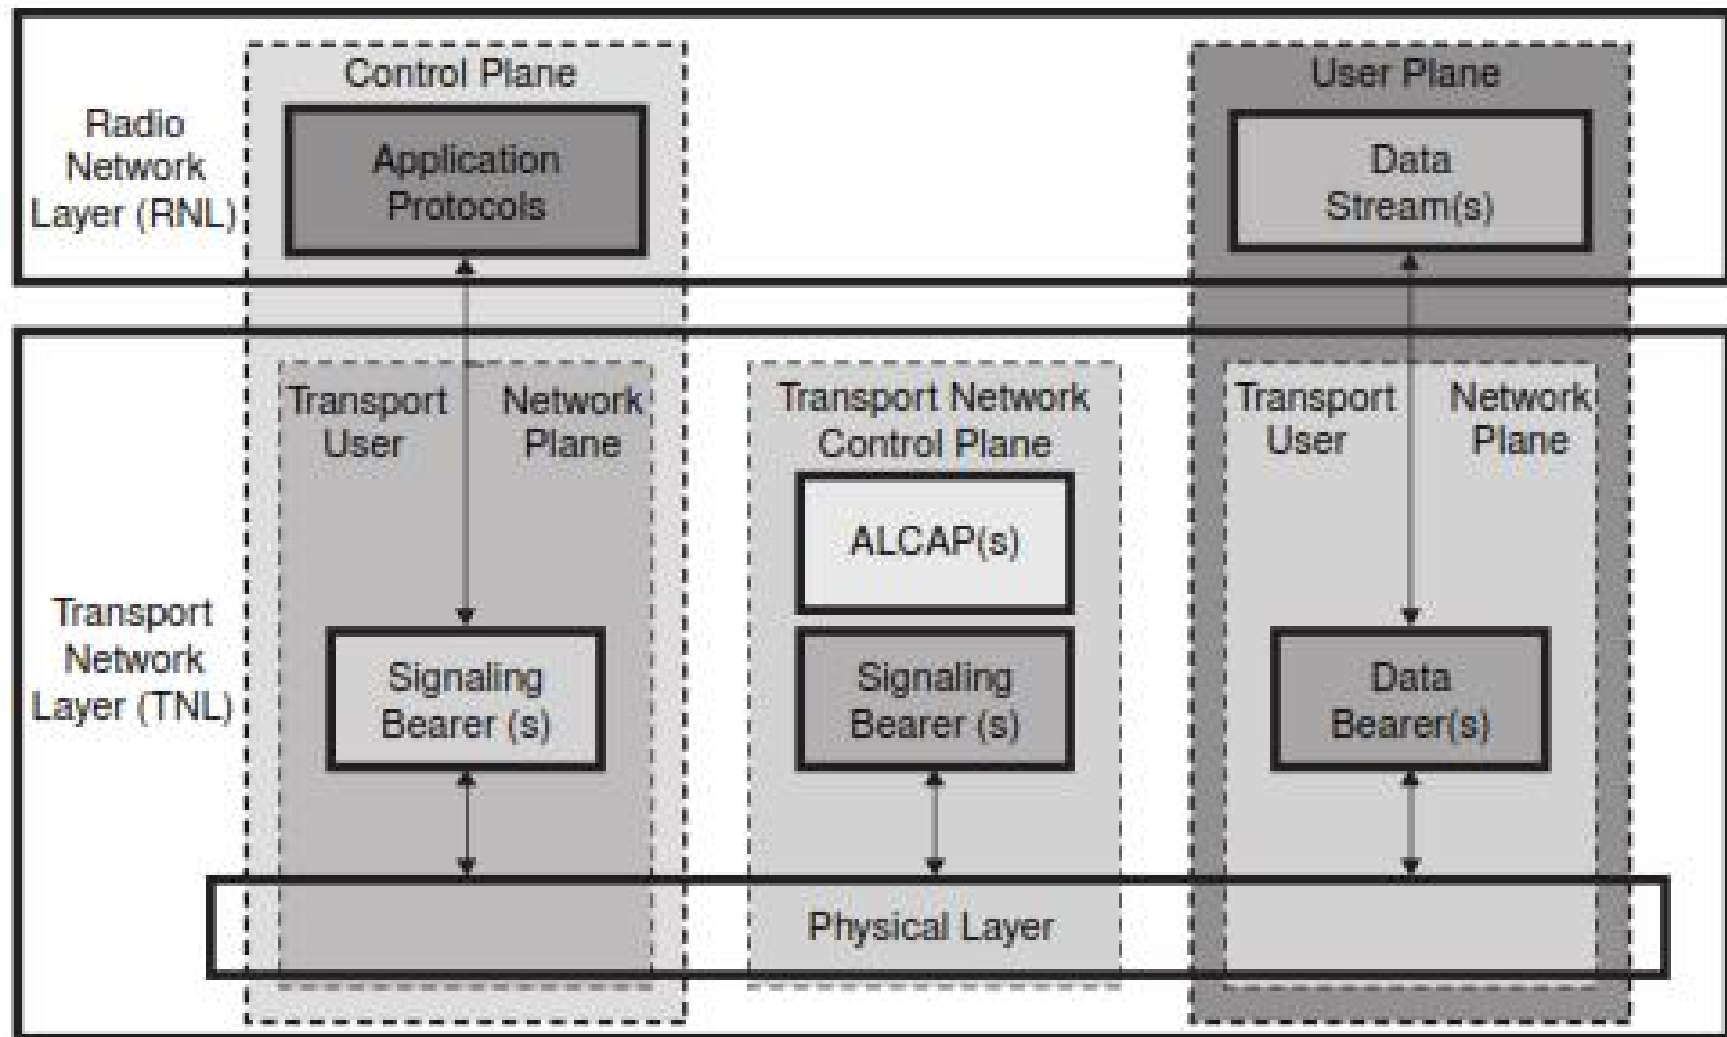 Control Plane
User Plane
Radio
Network
Layer (RNL)
Application
Protocols
Data
Stream(s)
Transport
User
Network
Plane
Transport Network
Control Plane
Transport
User
Network
Plane
ALCAP(s)
Transport
Network
Layer (TNL)
Signaling
Bearer (s)
Signaling
Bearer (s)
Data
Bearer(s)
Physical Layer